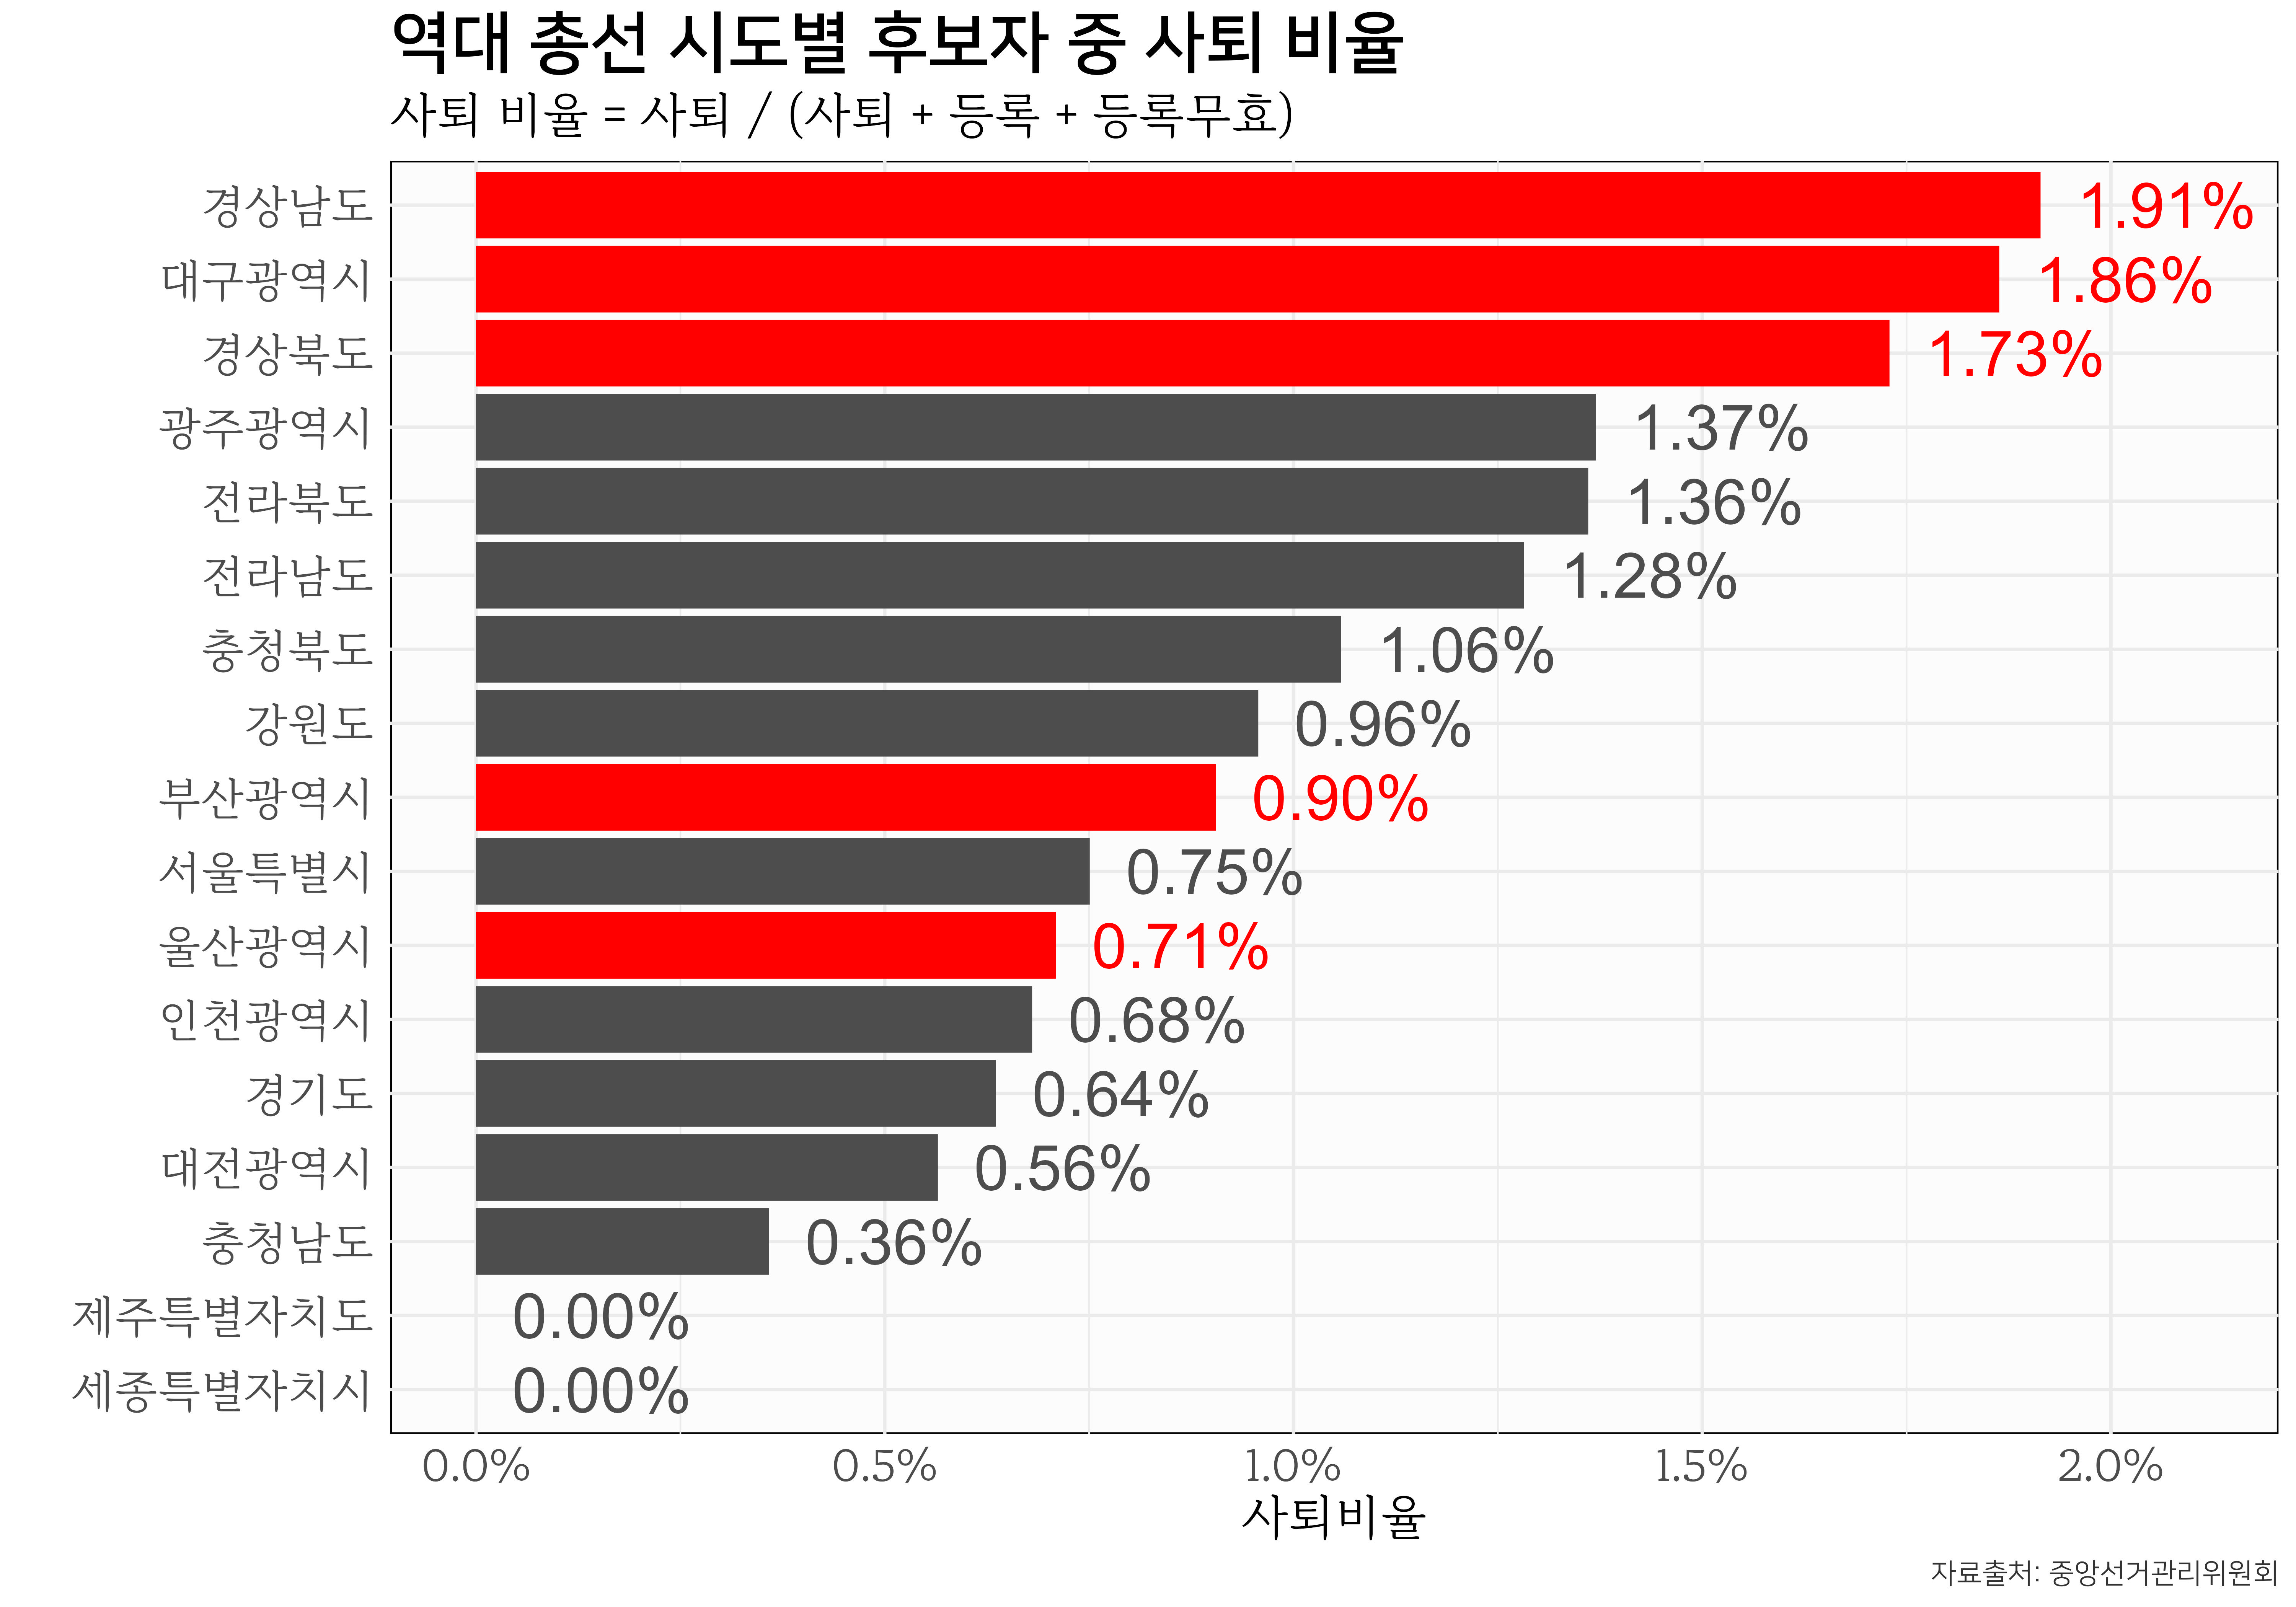 역대 총선 시도별 후보자 중 사퇴 비율
사퇴 비율 = 사퇴 / (사퇴 + 등록 + 등록무효)
경상남도 1.91%
대구광역시 1.86%
경상북도 1.73%
광주광역시 1.37%
전라북도 1.36%
전라남도 1.28%
충청북도 1.06%
강원도 0.96%
부산광역시 0.90%
서울특별시 0.75%
울산광역시 0.71%
인천광역시 0.68%
경기도 0.64%
대전광역시 0.56%
충청남도 0.36%
제주특별자치도 0.00%
세종특별자치시 0.00%
0.0% 0.5% 1.0% 1.5% 2.0%
사퇴비율
자료출처: 중앙선거관리위원회